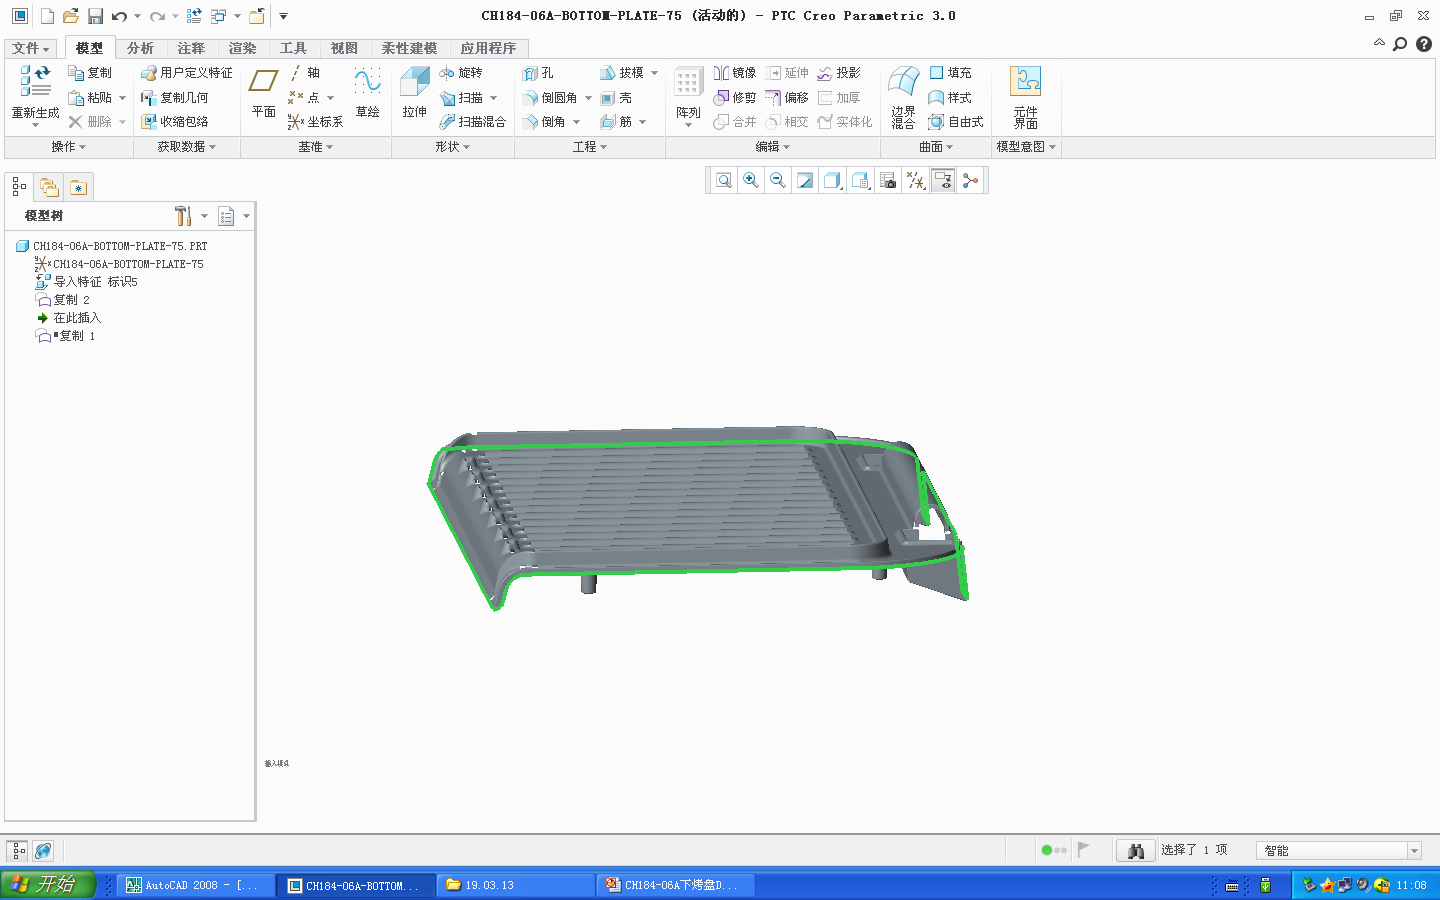 CH184-06A-BOTTOM-PLATE-75 (活动的) - PTC Creo Parametric 3.0
文件 模型 分析 注释 渲染 工具 视图 柔性建模 应用程序
重新生成 复制 粘贴 删除
用户定义特征 复制几何 收缩包络
平面 轴 点 坐标系 草绘
拉伸 旋转 扫描 扫描混合
孔 倒圆角 倒角 拔模 壳 筋
阵列 镜像 修剪 合并 延伸 偏移 相交 投影 加厚 实体化
边界混合 填充 样式 自由式
元件界面
操作 获取数据 基准 形状 工程 编辑 曲面 模型意图
模型树
CH184-06A-BOTTOM-PLATE-75.PRT
CH184-06A-BOTTOM-PLATE-75
导入特征 标识5
复制 2
在此插入
复制 1
选择了 1 项 智能
开始 AutoCAD 2008 - [... CH184-06A-BOTTOM... 19.03.13 CH184-06A下烤盘D... 11:08